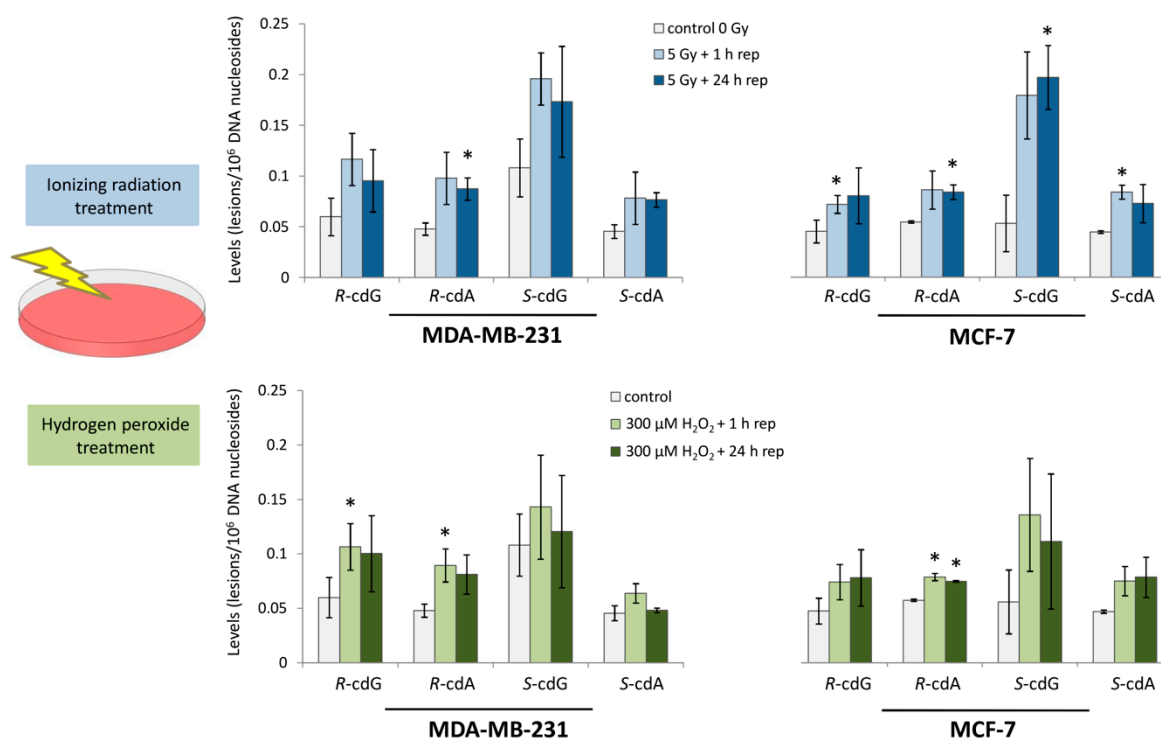 Ionizing radiation
treatment
Hydrogen peroxide
treatment
Levels (lesions/10⁶ DNA nucleosides)
0.25
0.2
0.15
0.1
0.05
0
control 0 Gy
5 Gy + 1 h rep
5 Gy + 24 h rep
*
R-cdG
R-cdA
S-cdG
S-cdA
MDA-MB-231
*
*
*
*
R-cdG
R-cdA
S-cdG
S-cdA
MCF-7
Levels (lesions/10⁶ DNA nucleosides)
0.25
0.2
0.15
0.1
0.05
0
control
300 µM H₂O₂ + 1 h rep
300 µM H₂O₂ + 24 h rep
*
*
R-cdG
R-cdA
S-cdG
S-cdA
MDA-MB-231
*
*
R-cdG
R-cdA
S-cdG
S-cdA
MCF-7